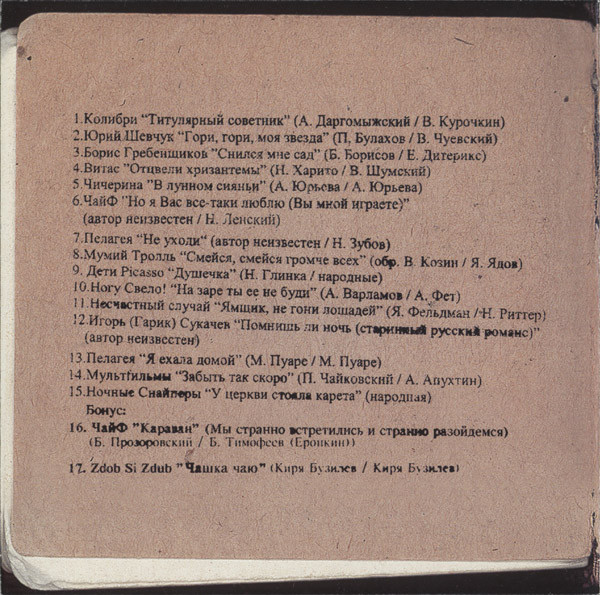 1.Колибри “Титулярный советник” (А. Даргомыжский / В. Курочкин)
2.Юрий Шевчук “Гори, гори, моя звезда” (П, Булахов / В. Чуевский)
3.Борис Гребенщиков “Снился мне сад” (Б. Борисов / Е. Дитерикс)
4.Витас “Отцвели хризантемы” (Н. Харито / В. Шумский)
5.Чичерина “В лунном сияньи” (А. Юрьева / А. Юрьева)
6.ЧайФ "Но я Вас все-таки люблю (Вы мной играете)"
(автор неизвестен / Н. Ленский)
7.Пелагея “Не уходи“ (автор неизвестен / Н. Зубов)
8.Мумий Тролль “Смейся, смейся громче всех” (обр. В. Козин / Я. Ядов)
9. Дети Picasso “Душечка” (Н. Глинка / народные)
10.Ногу Свело! “На заре ты ее не буди” (А. Варламов / А. Фет)
11.Несчастный случай “Ямщик, не гони лошадей” (Я. Фельдман / Н. Риттер)
12.Игорь (Гарик) Сукачев “Помнишь ли ночь (старинный русский романс)”
(автор неизвестен)
13.Пелагея “Я ехала домой” (М. Пуаре / М. Пуаре)
14.Мультfильмы “Забыть так скоро” (П. Чайковский / А. Апухтин)
15.Ночные Снайперы “У церкви стояла карета” (народная)
Бонус:
16. ЧайФ "Караван" (Мы странно встретились и странно разойдемся)
(Б. Прозоровский / Б. Тимофеев (Еропкин))
17. Zdob Si Zdub "Чашка чаю" (Киря Бузилев / Киря Бузилев)